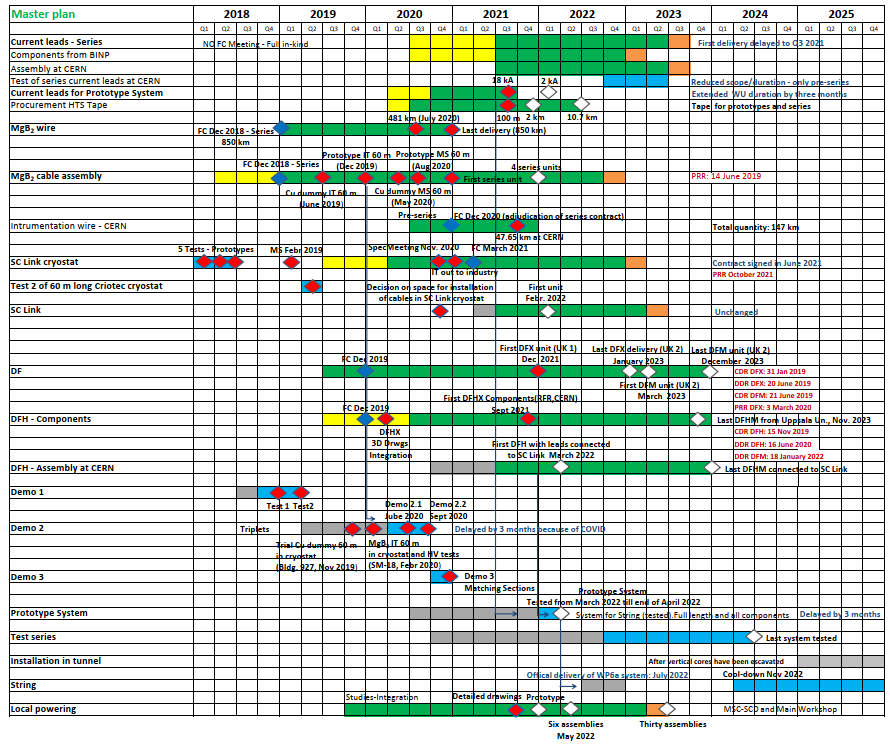 Master plan 2018 2019 2020 2021 2022 2023 2024 2025
Q1 Q2 Q3 Q4 Q1 Q2 Q3 Q4 Q1 Q2 Q3 Q4 Q1 Q2 Q3 Q4 Q1 Q2 Q3 Q4 Q1 Q2 Q3 Q4 Q1 Q2 Q3 Q4 Q1 Q2 Q3 Q4
Current leads - Series NO FC Meeting - Full in-kind First delivery delayed to Q3 2021
Components from BINP
Assembly at CERN
Test of series current leads at CERN 18 kA 2 kA Reduced scope/duration - only pre-series
Current leads for Prototype System Extended WU duration by three months
Procurement HTS Tape Tape for prototypes and series
481 km (July 2020) 100 m 2 km 10.7 km
MgB2 wire FC Dec 2018 - Series Last delivery (850 km)
850 km
Prototype IT 60 m Prototype MS 60 m
FC Dec 2018 - Series (Dec 2019) (Aug 2020) 4 series units
MgB2 cable assembly First series unit PRR: 14 June 2019
Cu dummy IT 60 m Cu dummy MS 60 m
(June 2019) (May 2020)
Pre-series FC Dec 2020 (adjudication of series contract)
Intrumentation wire - CERN Total quantity: 147 km
47.65 km at CERN
5 Tests - Prototypes MS Febr 2019 SpecMeeting Nov. 2020 FC March 2021
SC Link cryostat Contract signed in June 2021
IT out to industry PRR October 2021
Test 2 of 60 m long Criotec cryostat Decision on space for installation First unit
of cables in SC Link cryostat Febr. 2022
SC Link Unchanged
First DFX unit (UK 1) Last DFX delivery (UK 2) Last DFM unit (UK 2)
FC Dec 2019 Dec 2021 January 2023 December 2023
DF CDR DFX: 31 Jan 2019
First DFM unit (UK 2) DDR DFX: 20 June 2019
First DFHX Components(RFR,CERN) March 2023 CDR DFM: 21 June 2019
FC Dec 2019 Sept 2021 PRR DFX: 3 March 2020
DFH - Components Last DFHM from Uppsala Un., Nov. 2023
DFHX CDR DFH: 15 Nov 2019
3D Drwgs First DFH with leads connected DDR DFH: 16 June 2020
Integration to SC Link March 2022 DDR DFM: 18 January 2022
DFH - Assembly at CERN Last DFHM connected to SC Link
Demo 1
Test 1 Test2 Demo 2.1 Demo 2.2
Jube 2020 Sept 2020
Demo 2 Triplets Delayed by 3 months because of COVID
Trial Cu dummy 60 m MgB2 IT 60 m
in cryostat in cryostat and HV tests
(Bldg. 927, Nov 2019) (SM-18, Febr 2020)
Demo 3 Demo 3
Matching Sections Prototype System
Tested from March 2022 till end of April 2022
Prototype System System for String (tested).Full length and all components Delayed by 3 months
Test series Last system tested
Installation in tunnel After vertical cores have been escavated
Offical delivery of WP6a system: July 2022 Cool-down Nov 2022
String
Studies-Integration Detailed drawings Prototype
Local powering MSC-SCD and Main Workshop
Six assemblies Thirty assemblies
May 2022